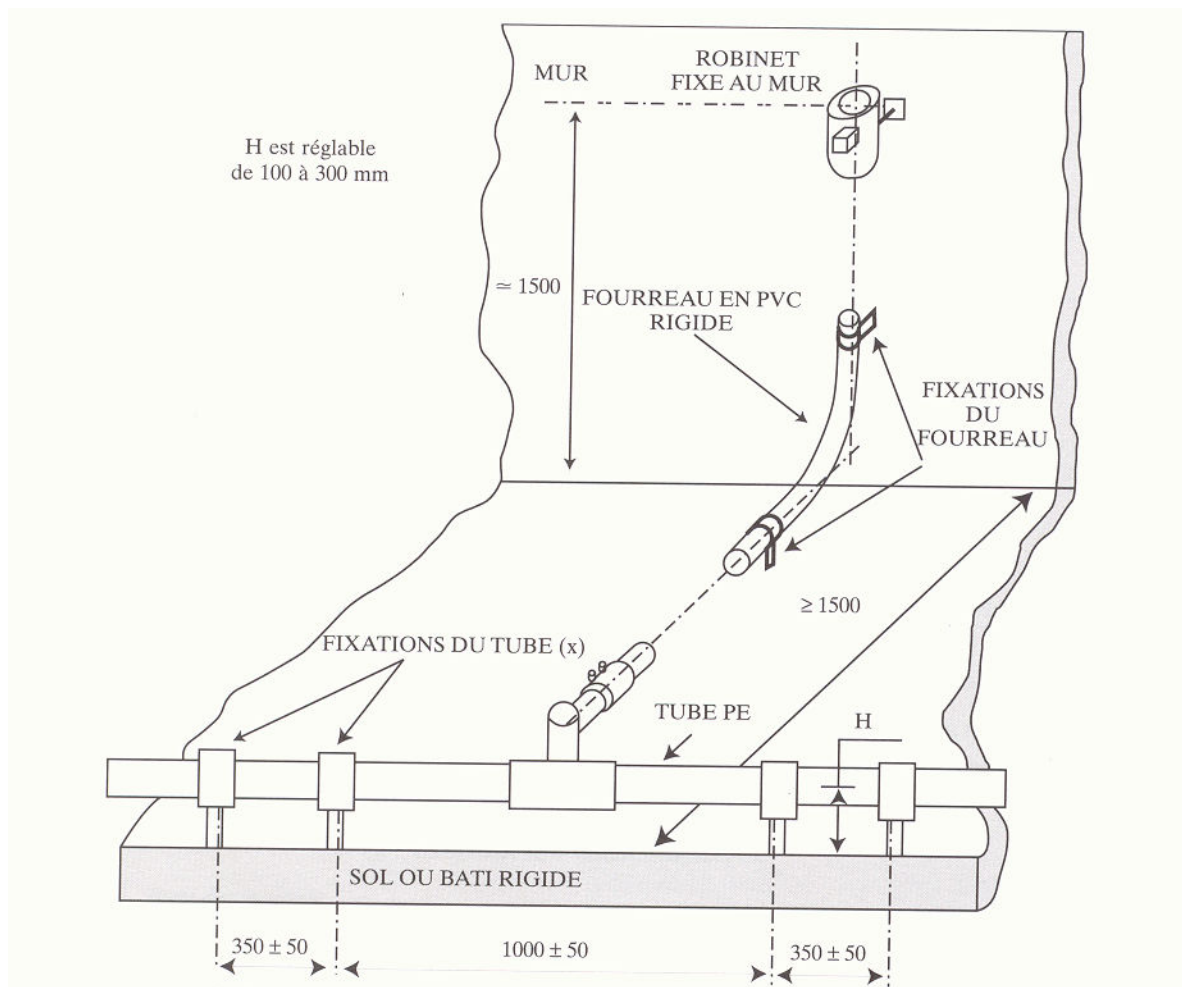 MUR
ROBINET
FIXE AU MUR
H est réglable
de 100 à 300 mm
≃ 1500
FOURREAU EN PVC
RIGIDE
FIXATIONS
DU
FOURREAU
≥ 1500
FIXATIONS DU TUBE (x)
TUBE PE
H
SOL OU BATI RIGIDE
350 ± 50
1000 ± 50
350 ± 50